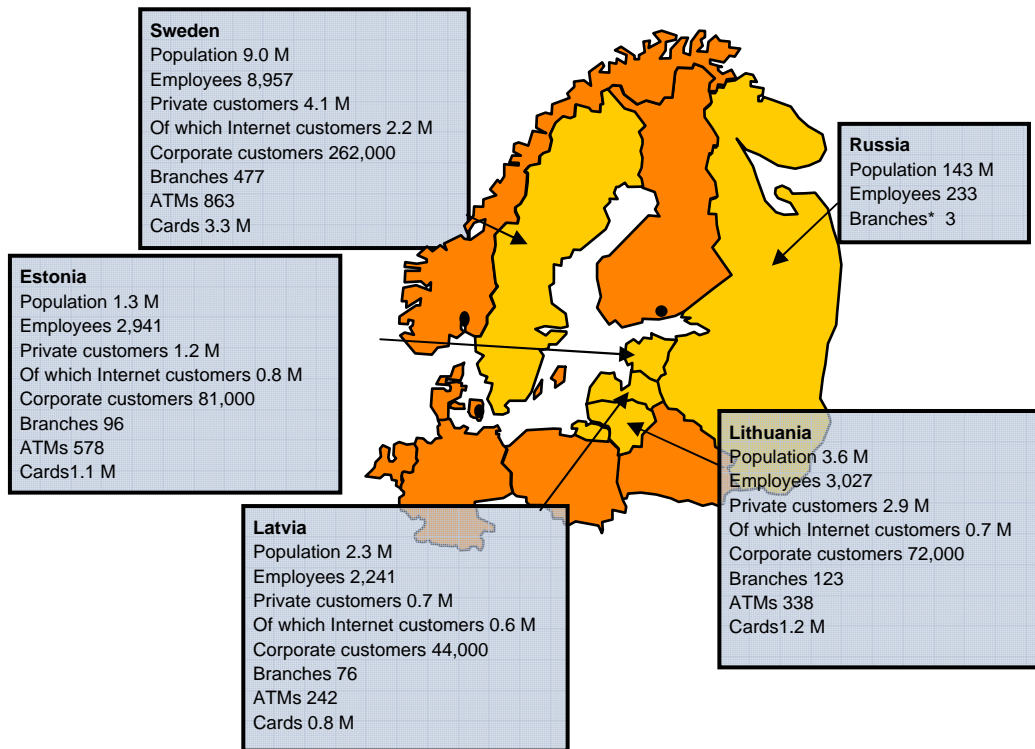 Sweden
Population 9.0 M
Employees 8,957
Private customers 4.1 M
Of which Internet customers 2.2 M
Corporate customers 262,000
Branches 477
ATMs 863
Cards 3.3 M
Russia
Population 143 M
Employees 233
Branches* 3
Estonia
Population 1.3 M
Employees 2,941
Private customers 1.2 M
Of which Internet customers 0.8 M
Corporate customers 81,000
Branches 96
ATMs 578
Cards1.1 M
Lithuania
Population 3.6 M
Employees 3,027
Private customers 2.9 M
Of which Internet customers 0.7 M
Corporate customers 72,000
Branches 123
ATMs 338
Cards1.2 M
Latvia
Population 2.3 M
Employees 2,241
Private customers 0.7 M
Of which Internet customers 0.6 M
Corporate customers 44,000
Branches 76
ATMs 242
Cards 0.8 M